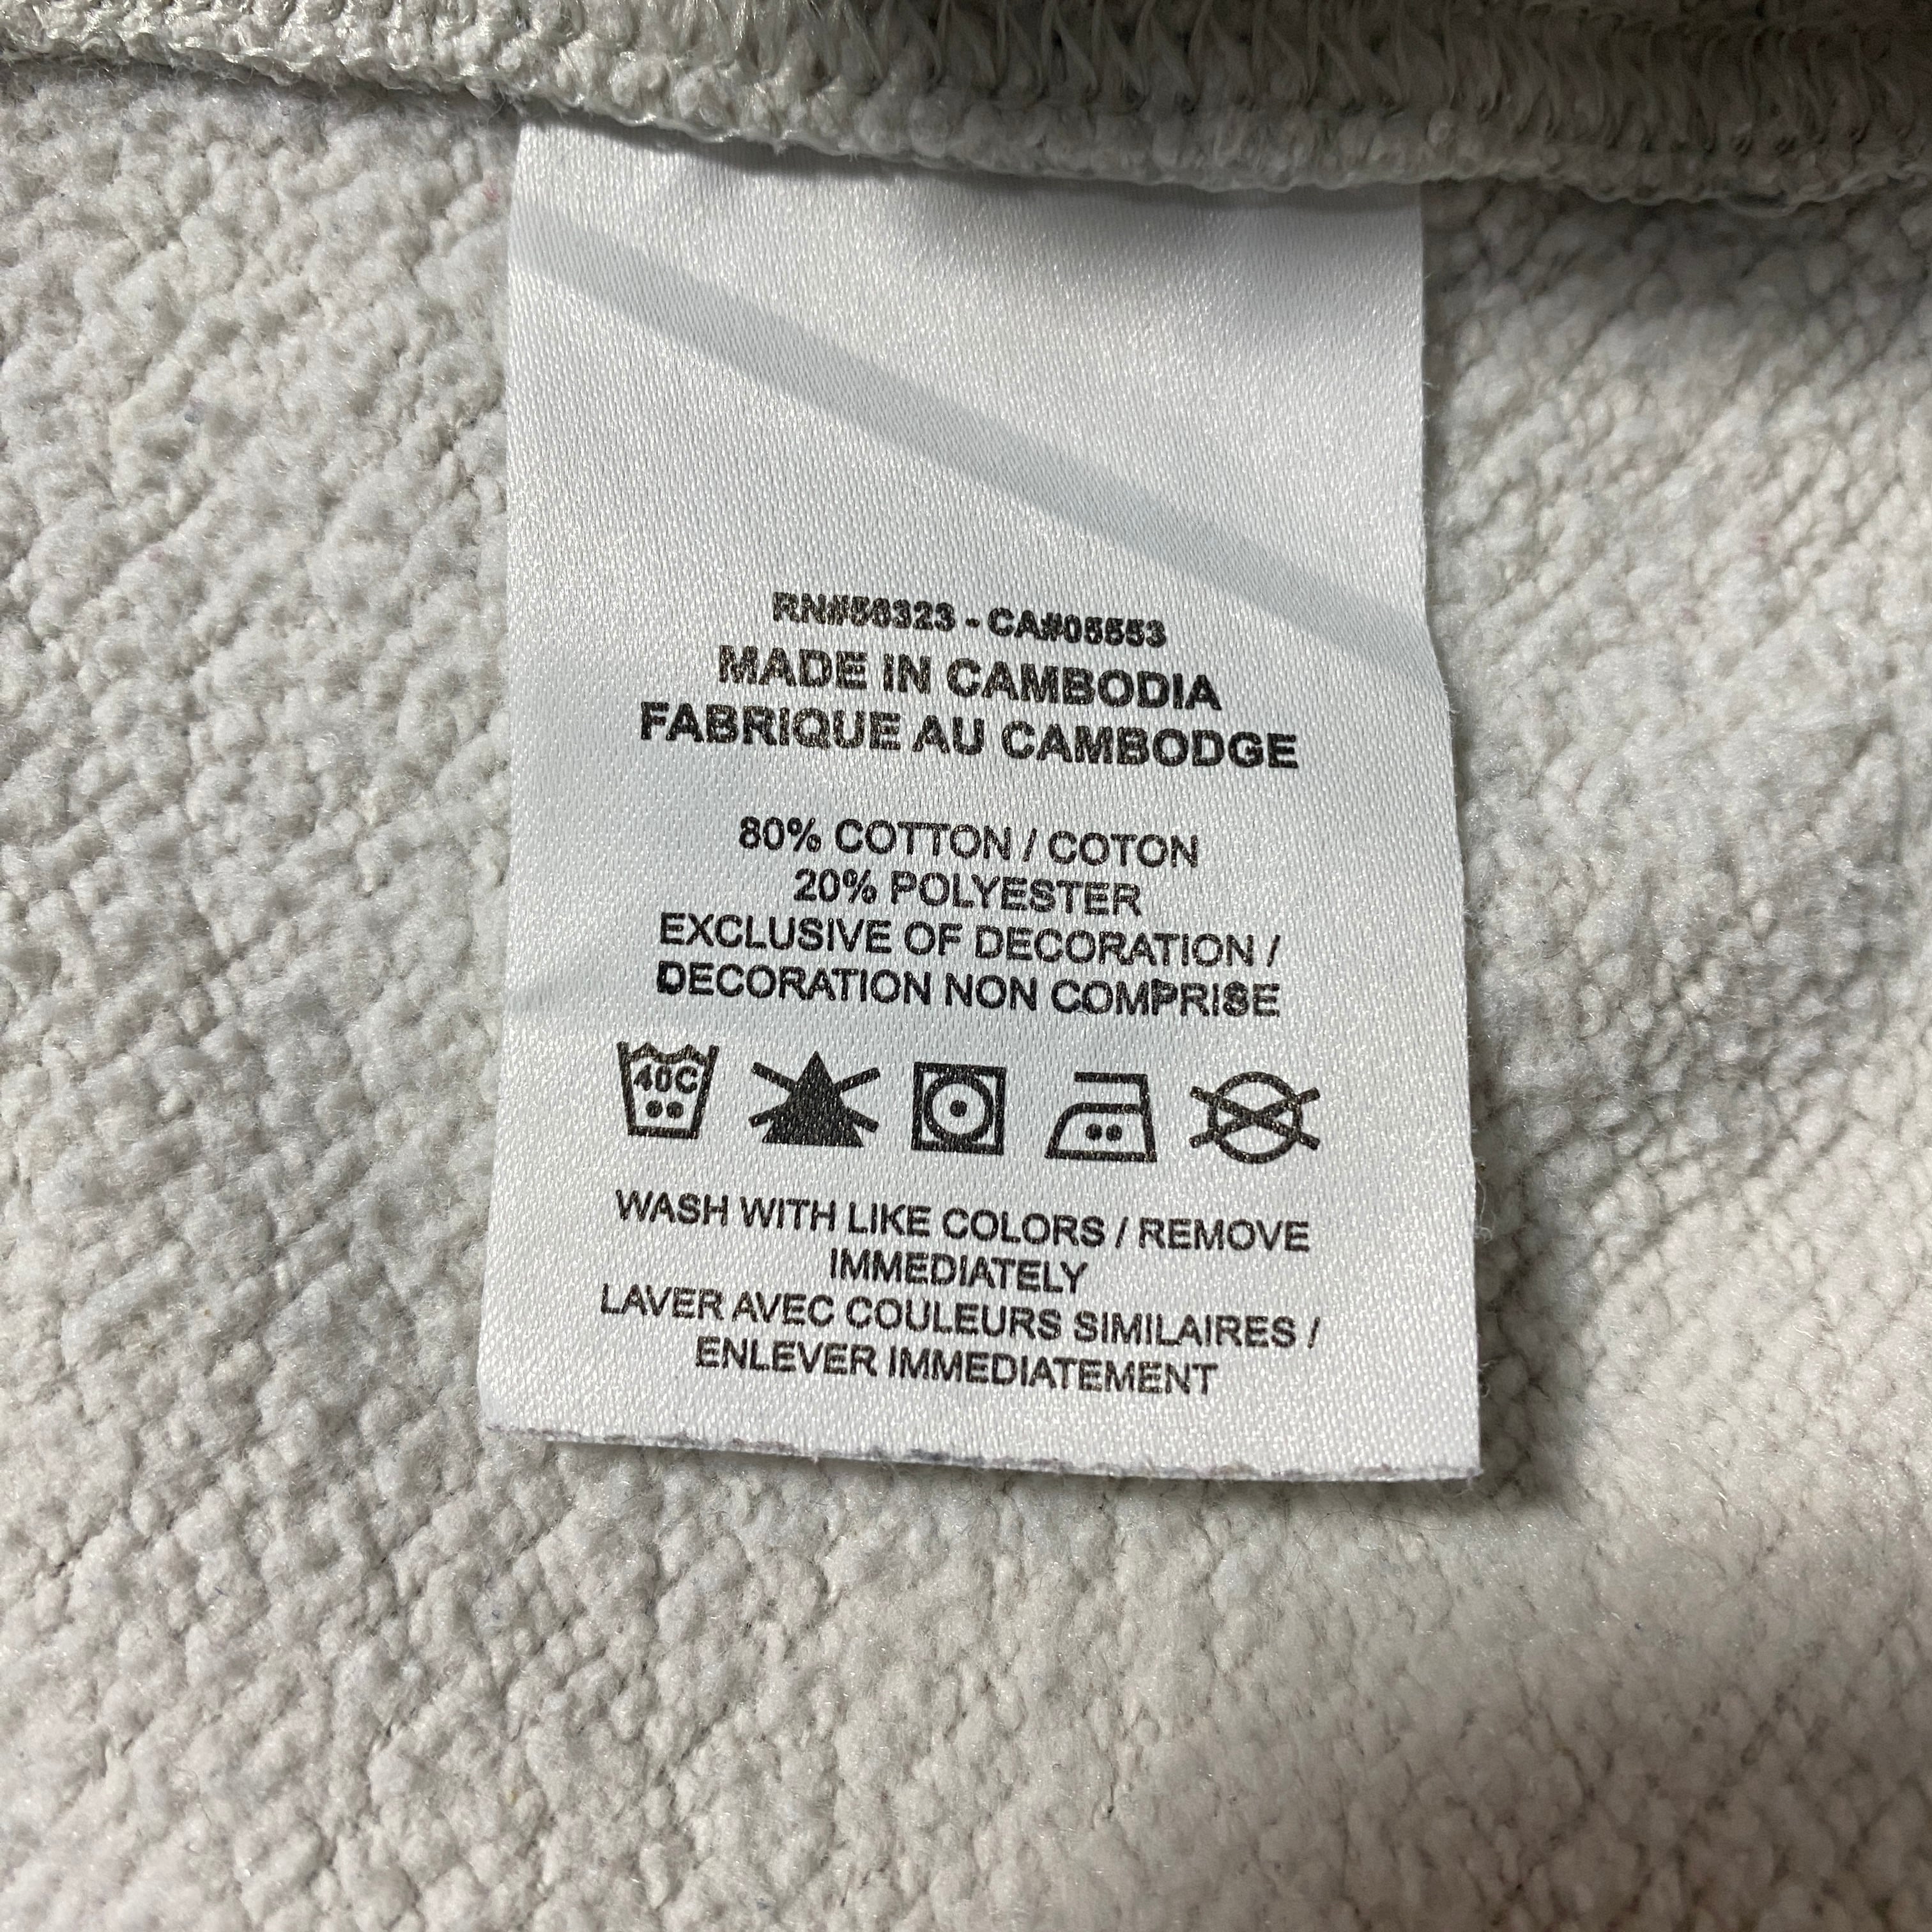 RN#56323 - CA#05553
MADE IN CAMBODIA
FABRIQUE AU CAMBODGE
80% COTTON / COTON
20% POLYESTER
EXCLUSIVE OF DECORATION /
DECORATION NON COMPRISE
40C
WASH WITH LIKE COLORS / REMOVE
IMMEDIATELY
LAVER AVEC COULEURS SIMILAIRES /
ENLEVER IMMEDIATEMENT